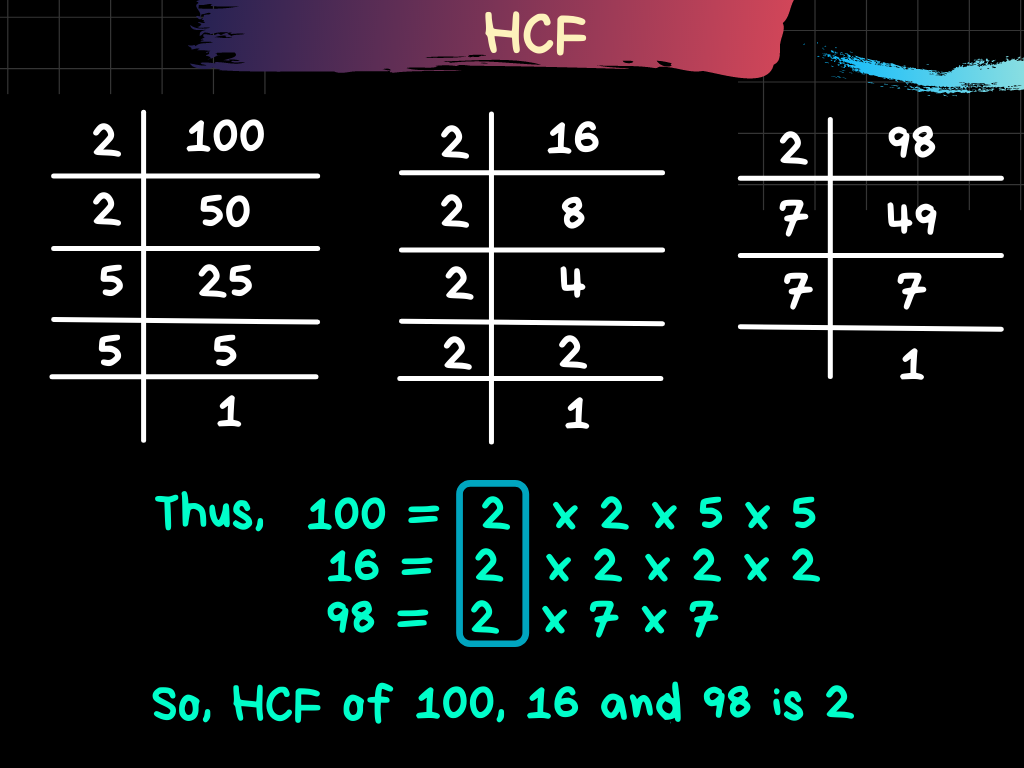 HCF
2 100
2 50
5 25
5 5
1
2 16
2 8
2 4
2 2
1
2 98
7 49
7 7
1
Thus, 100 = 2 x 2 x 5 x 5
16 = 2 x 2 x 2 x 2
98 = 2 x 7 x 7
So, HCF of 100, 16 and 98 is 2